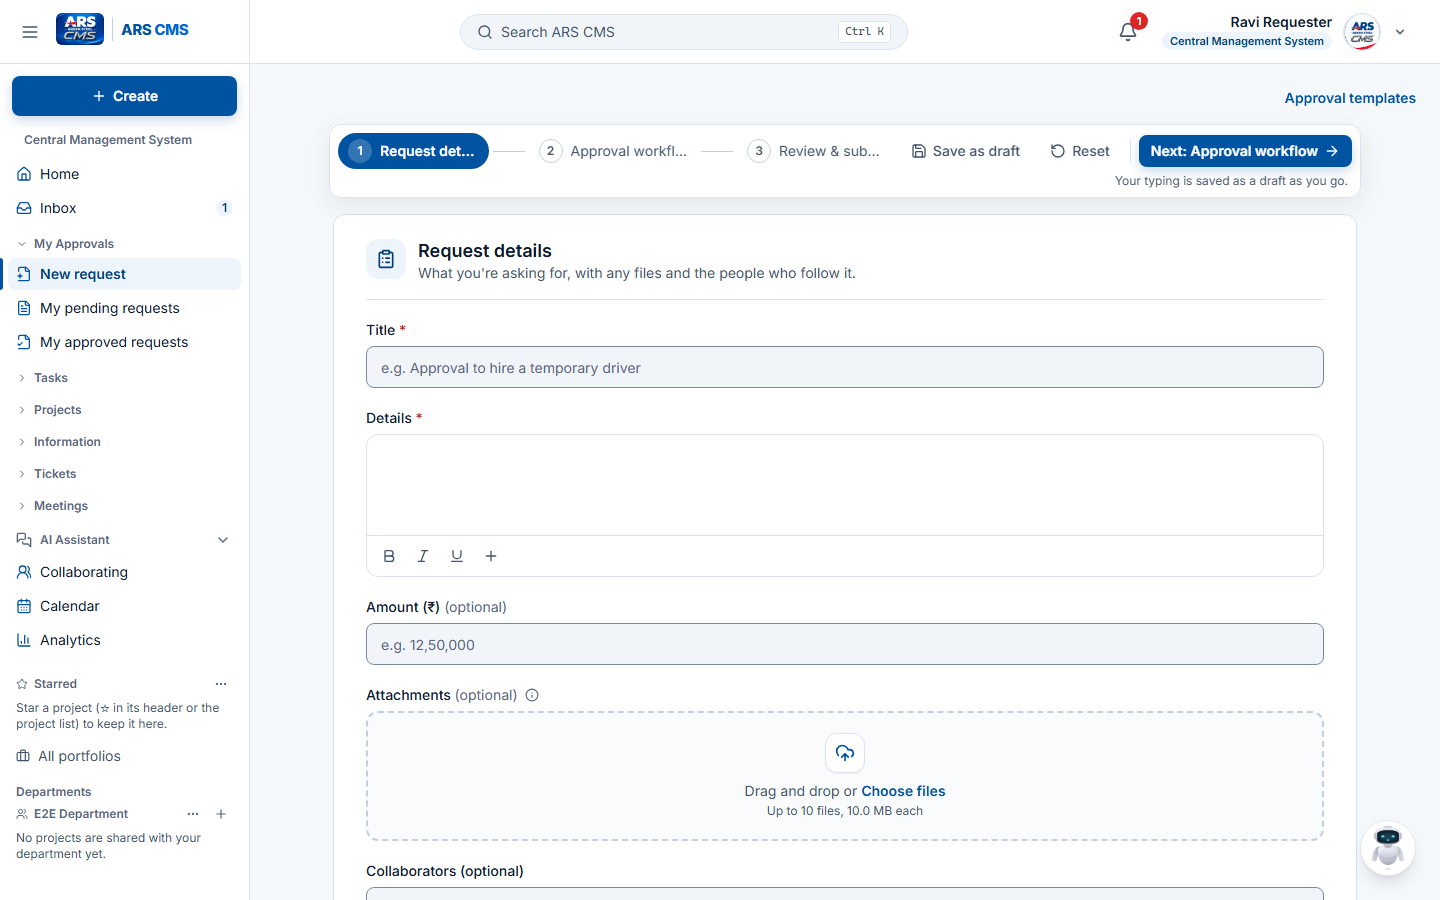 ARS CMS
ARS CMS
Search ARS CMS
Ctrl K
1
Ravi Requester
Central Management System
ARS CMS
Create
Central Management System
Home
Inbox
1
My Approvals
New request
My pending requests
My approved requests
Tasks
Projects
Information
Tickets
Meetings
AI Assistant
Collaborating
Calendar
Analytics
Starred
Star a project (☆ in its header or the
project list) to keep it here.
All portfolios
Departments
E2E Department
No projects are shared with your
department yet.
Approval templates
1 Request det...
2 Approval workfl...
3 Review & sub...
Save as draft
Reset
Next: Approval workflow →
Your typing is saved as a draft as you go.
Request details
What you're asking for, with any files and the people who follow it.
Title *
e.g. Approval to hire a temporary driver
Details *
B I U +
Amount (₹) (optional)
e.g. 12,50,000
Attachments (optional)
Drag and drop or Choose files
Up to 10 files, 10.0 MB each
Collaborators (optional)